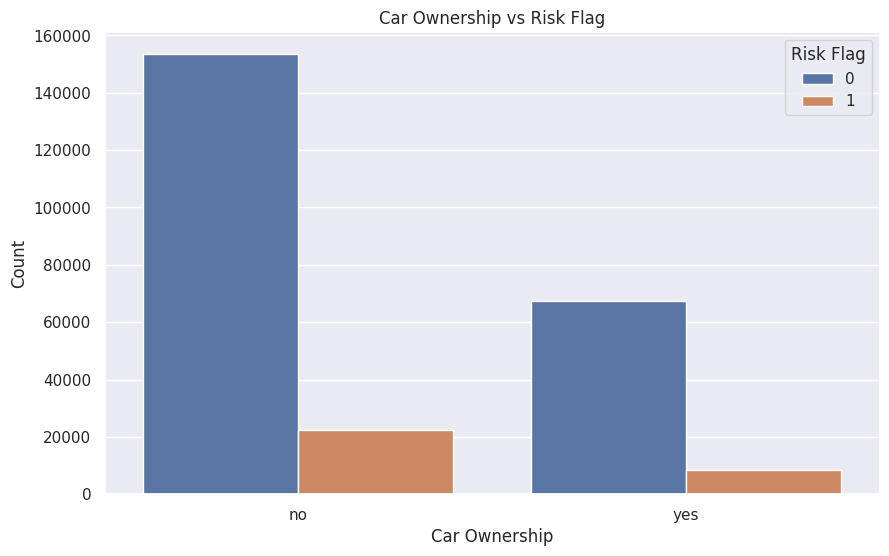 Car Ownership vs Risk Flag
160000
140000
120000
100000
80000
60000
40000
20000
0
Count
Risk Flag
0
1
no
yes
Car Ownership